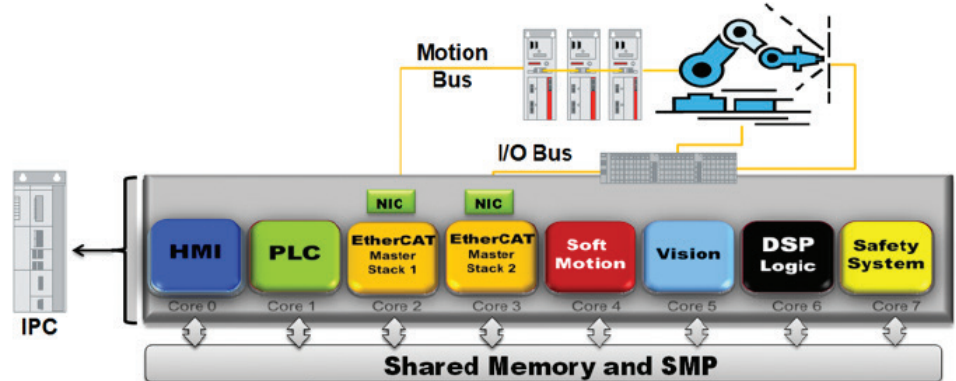 Motion
Bus
I/O Bus
NIC
NIC
HMI
PLC
EtherCAT
Master
Stack 1
EtherCAT
Master
Stack 2
Soft
Motion
Vision
DSP
Logic
Safety
System
Core 0
Core 1
Core 2
Core 3
Core 4
Core 5
Core 6
Core 7
IPC
Shared Memory and SMP